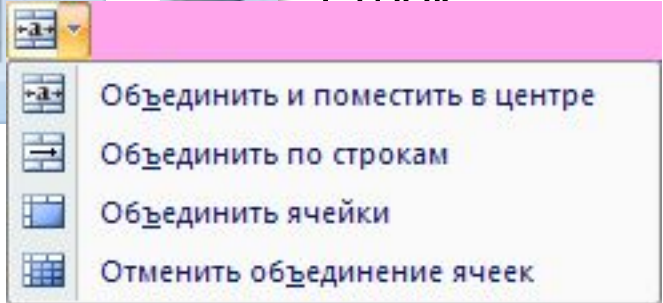 Объединить и поместить в центре
Объединить по строкам
Объединить ячейки
Отменить объединение ячеек